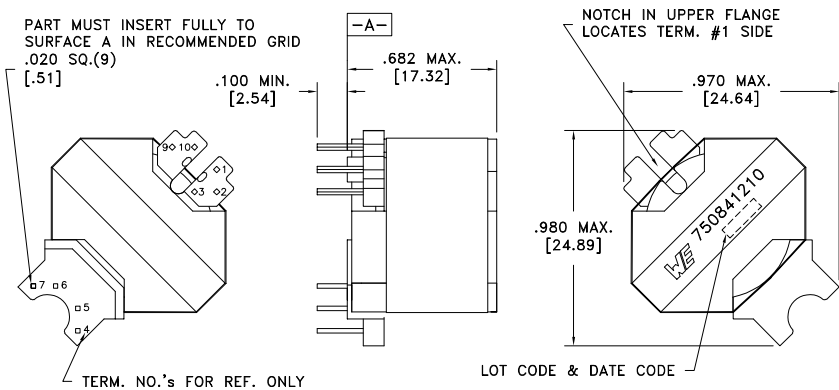 PART MUST INSERT FULLY TO
SURFACE A IN RECOMMENDED GRID
.020 SQ.(9)
[.51]
-A-
.682 MAX.
[17.32]
.100 MIN.
[2.54]
NOTCH IN UPPER FLANGE
LOCATES TERM. #1 SIDE
.970 MAX.
[24.64]
9 10
1
3 2
7 6
5
4
.980 MAX.
[24.89]
WE 750841210
TERM. NO.'s FOR REF. ONLY
LOT CODE & DATE CODE